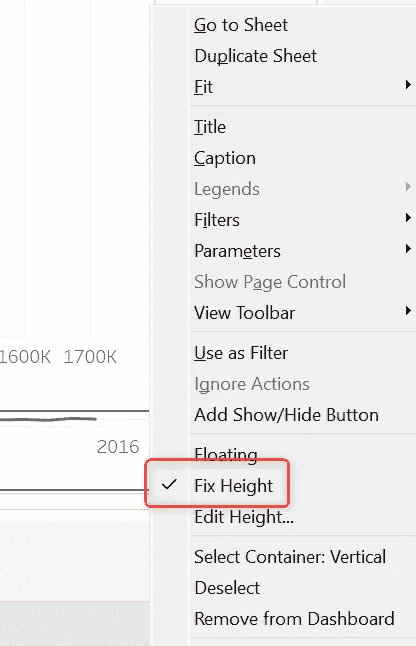 Go to Sheet
Duplicate Sheet
Fit
Title
Caption
Legends
Filters
Parameters
Show Page Control
View Toolbar
1600K 1700K
Use as Filter
Ignore Actions
Add Show/Hide Button
2016
Floating
Fix Height
Edit Height...
Select Container: Vertical
Deselect
Remove from Dashboard